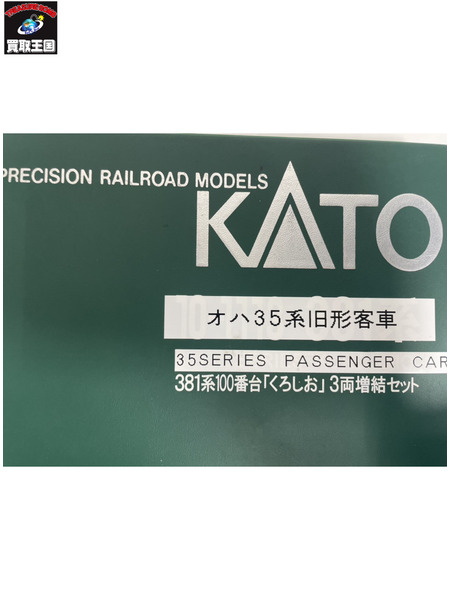 買取王国
PRECISION RAILROAD MODELS
KATO
オハ35系旧形客車
35SERIES PASSENGER CAR
381系100番台「くろしお」3両増結セット